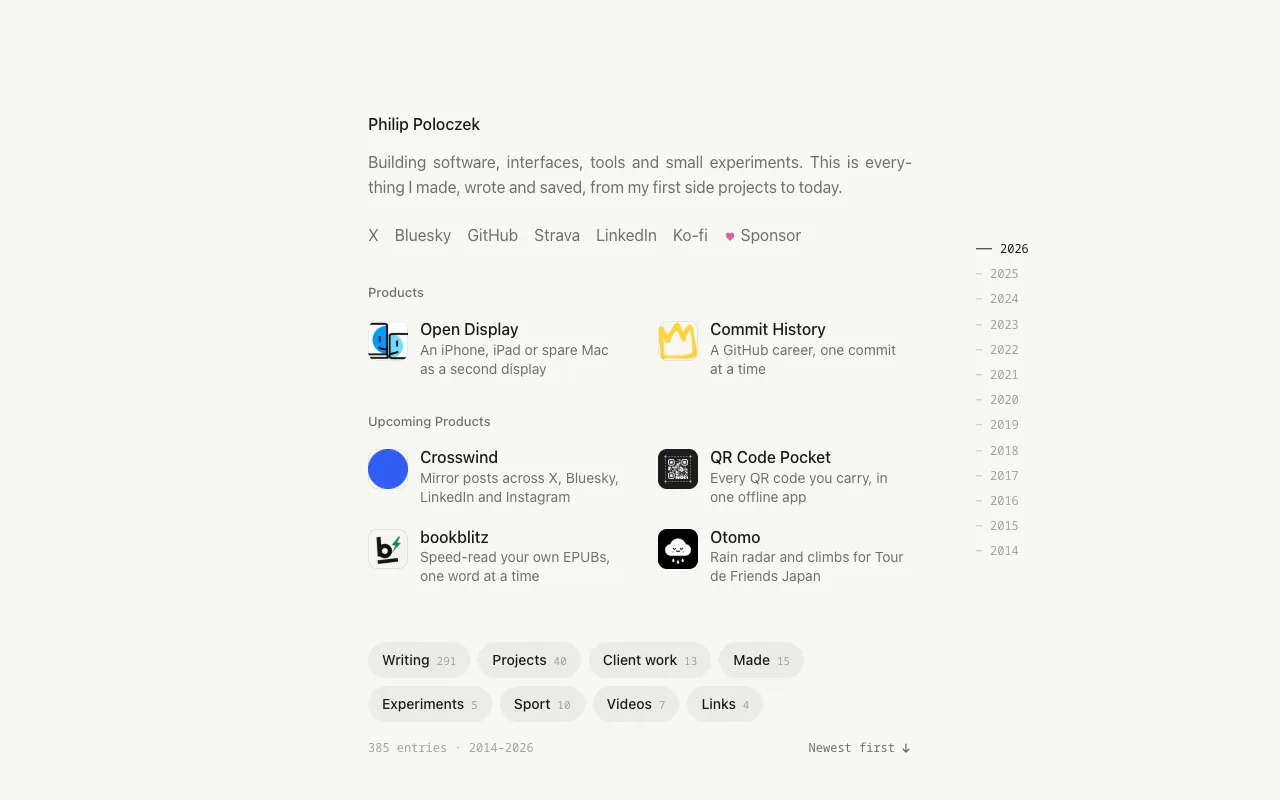 Philip Poloczek
Building software, interfaces, tools and small experiments. This is every-
thing I made, wrote and saved, from my first side projects to today.
X Bluesky GitHub Strava LinkedIn Ko-fi Sponsor
Products
Open Display
An iPhone, iPad or spare Mac
as a second display
Commit History
A GitHub career, one commit
at a time
Upcoming Products
Crosswind
Mirror posts across X, Bluesky,
LinkedIn and Instagram
QR Code Pocket
Every QR code you carry, in
one offline app
b
bookblitz
Speed-read your own EPUBs,
one word at a time
Otomo
Rain radar and climbs for Tour
de Friends Japan
Writing 291 Projects 40 Client work 13 Made 15
Experiments 5 Sport 10 Videos 7 Links 4
385 entries · 2014–2026 Newest first ↓
2026
2025
2024
2023
2022
2021
2020
2019
2018
2017
2016
2015
2014